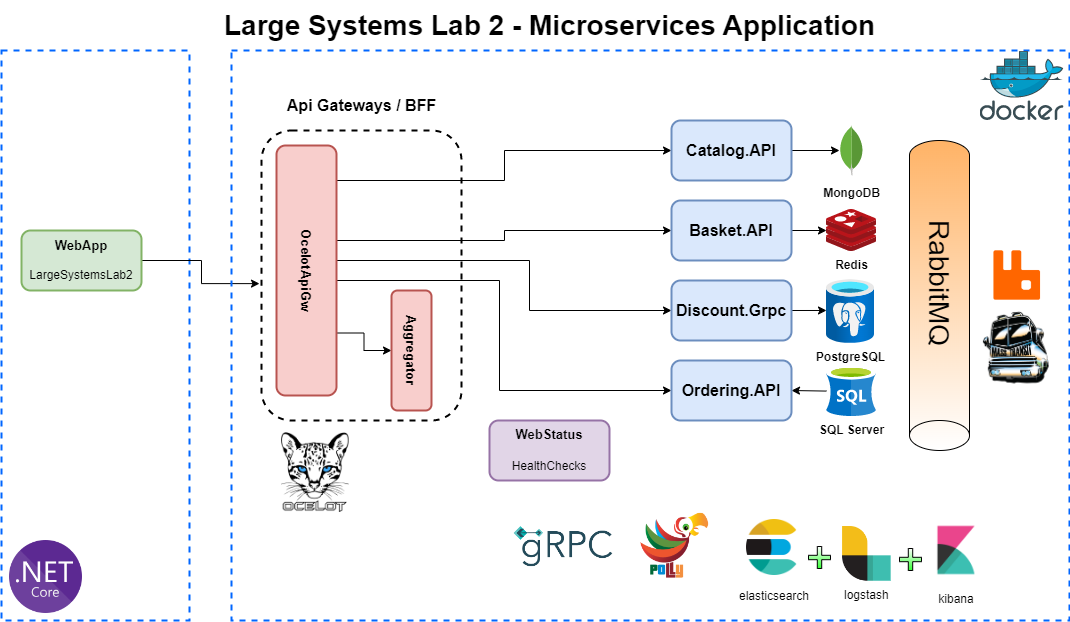 Large Systems Lab 2 - Microservices Application
docker
Api Gateways / BFF
Catalog.API
MongoDB
OcelotApiGw
Basket.API
Redis
RabbitMQ
WebApp
LargeSystemsLab2
Aggregator
Discount.Grpc
PostgreSQL
MASS TRANSIT
Ordering.API
SQL
SQL Server
WebStatus
HealthChecks
OCELOT
gRPC
POLLY
elasticsearch
logstash
kibana
.NET
Core